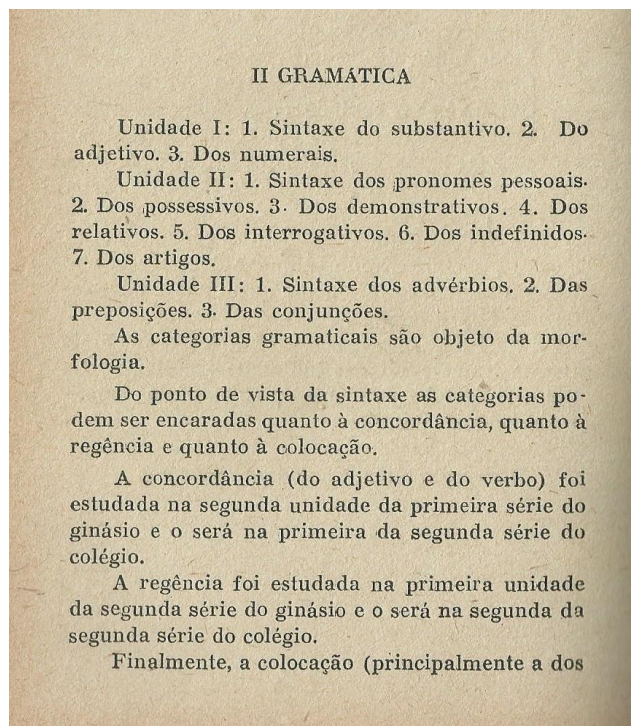 II GRAMÁTICA
Unidade I: 1. Sintaxe do substantivo. 2. Do
adjetivo. 3. Dos numerais.
Unidade II: 1. Sintaxe dos pronomes pessoais.
2. Dos possessivos. 3. Dos demonstrativos. 4. Dos
relativos. 5. Dos interrogativos. 6. Dos indefinidos.
7. Dos artigos.
Unidade III: 1. Sintaxe dos advérbios. 2. Das
preposições. 3. Das conjunções.
As categorias gramaticais são objeto da mor-
fologia.
Do ponto de vista da sintaxe as categorias po-
dem ser encaradas quanto à concordância, quanto à
regência e quanto à colocação.
A concordância (do adjetivo e do verbo) foi
estudada na segunda unidade da primeira série do
ginásio e o será na primeira da segunda série do
colégio.
A regência foi estudada na primeira unidade
da segunda série do ginásio e o será na segunda da
segunda série do colégio.
Finalmente, a colocação (principalmente a dos